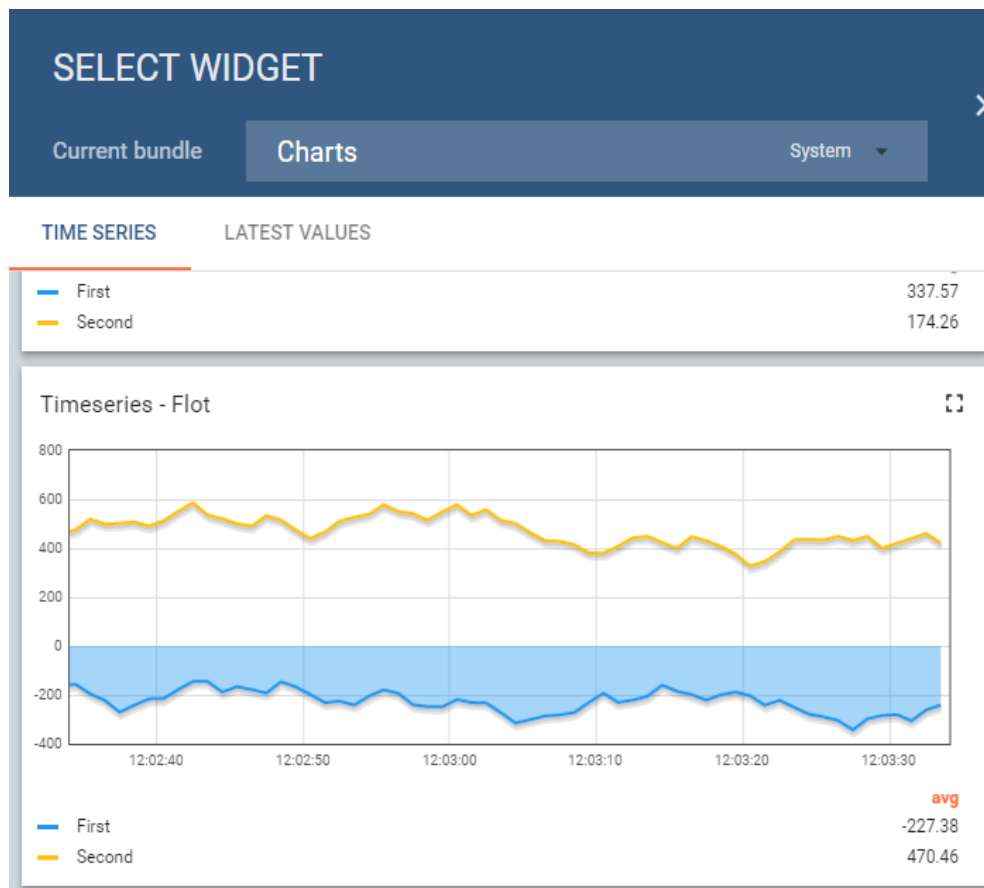 SELECT WIDGET
Current bundle Charts System
TIME SERIES LATEST VALUES
First 337.57
Second 174.26
Timeseries - Flot
800
600
400
200
0
-200
-400
12:02:40 12:02:50 12:03:00 12:03:10 12:03:20 12:03:30
avg
First -227.38
Second 470.46